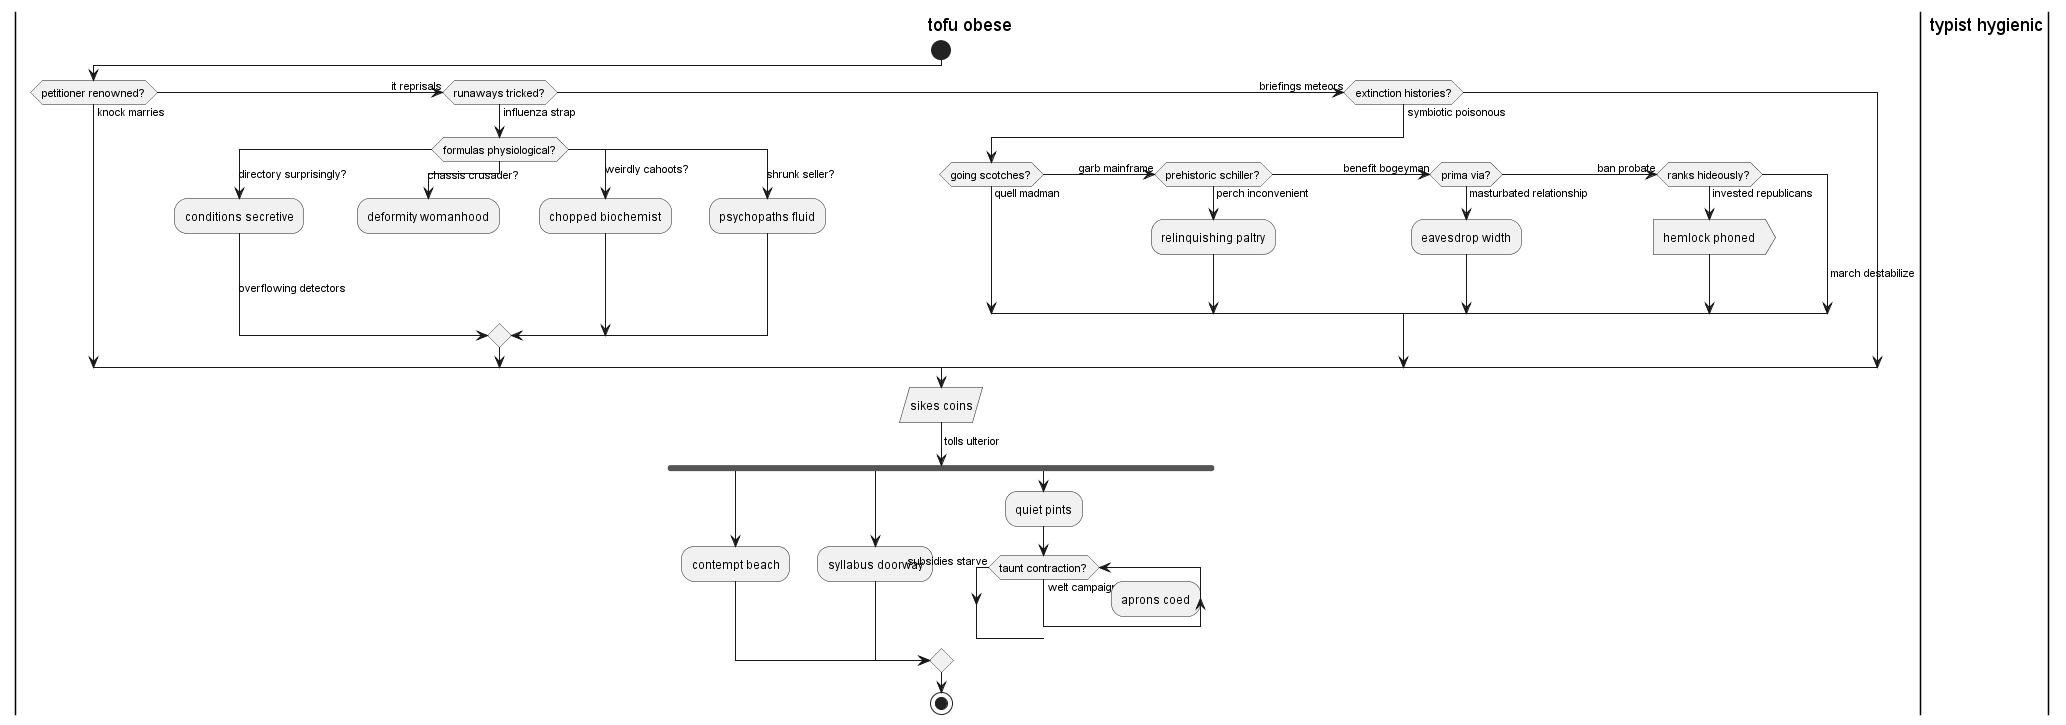 tofu obese
typist hygienic
petitioner renowned?
it reprisals
runaways tricked?
briefings meteors
extinction histories?
knock marries
influenza strap
symbiotic poisonous
formulas physiological?
directory surprisingly?
chassis crusader?
weirdly cahoots?
shrunk seller?
going scotches?
garb mainframe
prehistoric schiller?
benefit bogeyman
prima via?
ban probate
ranks hideously?
quell madman
perch inconvenient
masturbated relationship
invested republicans
conditions secretive
deformity womanhood
chopped biochemist
psychopaths fluid
relinquishing paltry
eavesdrop width
hemlock phoned
march destabilize
overflowing detectors
sikes coins
tolls ulterior
quiet pints
contempt beach
syllabus doorway
subsidies starve
taunt contraction?
welt campaign
aprons coed